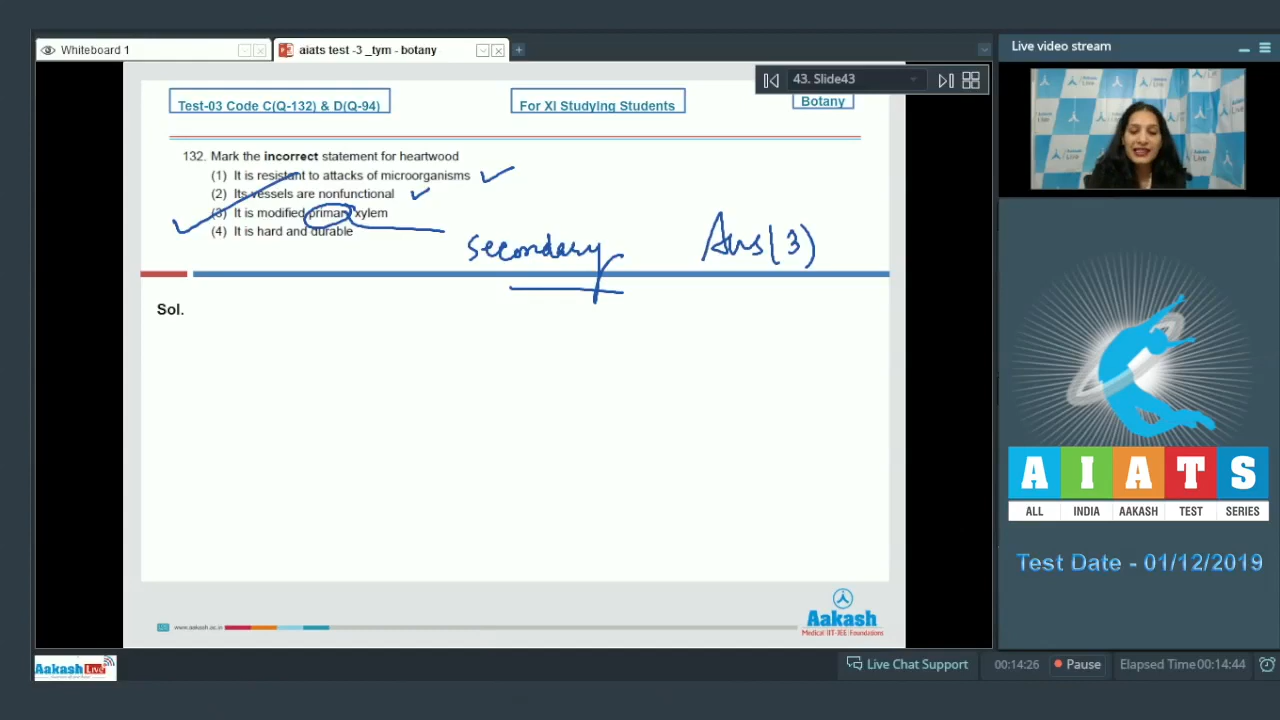 Whiteboard 1
aiats test -3 _tym - botany
Live video stream
43. Slide43
Test-03 Code C(Q-132) & D(Q-94)
For XI Studying Students
Botany
132. Mark the incorrect statement for heartwood
(1) It is resistant to attacks of microorganisms
(2) Its vessels are nonfunctional
(3) It is modified primary xylem
(4) It is hard and durable
secondary
Ans(3)
Sol.
www.aakash.ac.in
Aakash
Medical IIT-JEE Foundations
A I A T S
ALL INDIA AAKASH TEST SERIES
Test Date - 01/12/2019
Aakash Live
Live Chat Support
00:14:26
Pause
Elapsed Time 00:14:44